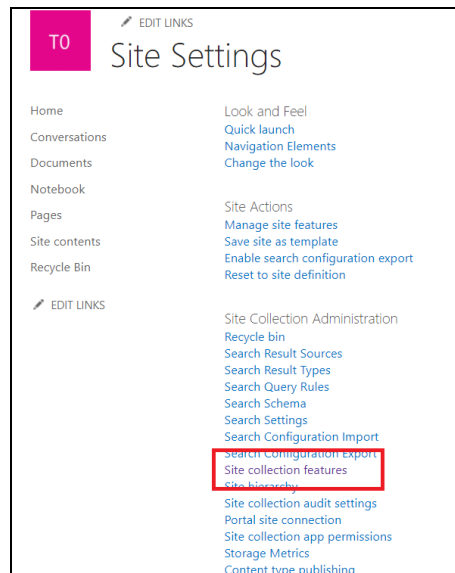 EDIT LINKS
T0
Site Settings
Home
Conversations
Documents
Notebook
Pages
Site contents
Recycle Bin
EDIT LINKS
Look and Feel
Quick launch
Navigation Elements
Change the look
Site Actions
Manage site features
Save site as template
Enable search configuration export
Reset to site definition
Site Collection Administration
Recycle bin
Search Result Sources
Search Result Types
Search Query Rules
Search Schema
Search Settings
Search Configuration Import
Search Configuration Export
Site collection features
Site hierarchy
Site collection audit settings
Portal site connection
Site collection app permissions
Storage Metrics
Content type publishing